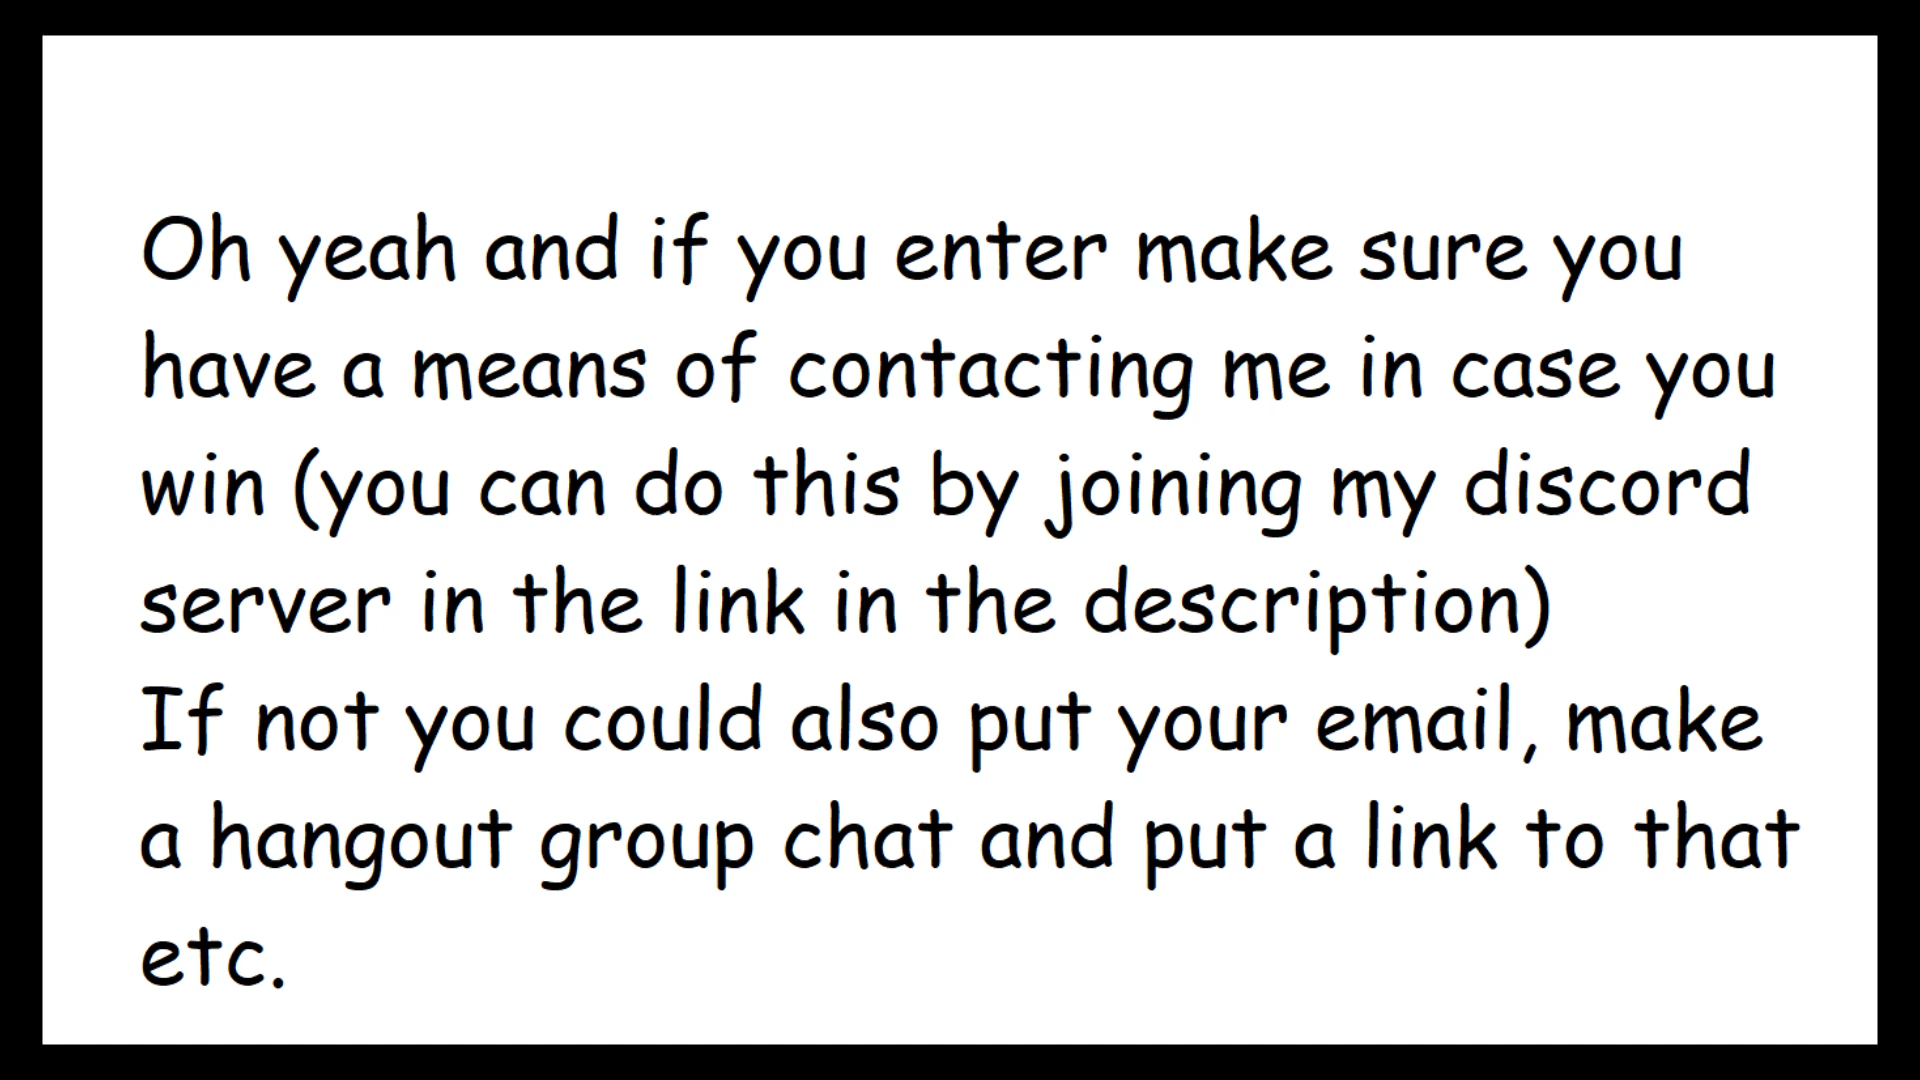 Oh yeah and if you enter make sure you
have a means of contacting me in case you
win (you can do this by joining my discord
server in the link in the description)
If not you could also put your email, make
a hangout group chat and put a link to that
etc.